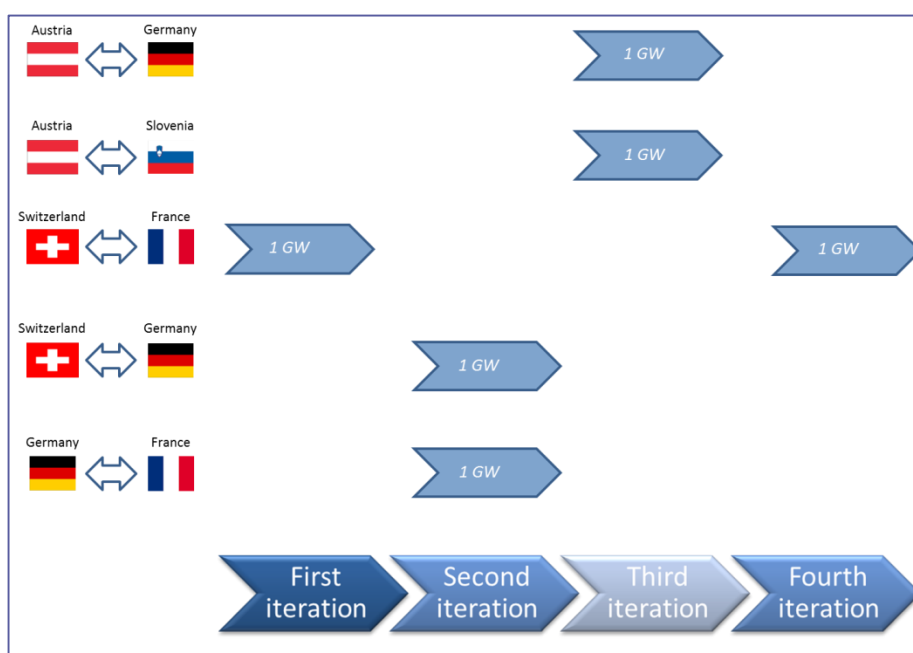 Austria Germany
1 GW
Austria Slovenia
1 GW
Switzerland France
1 GW 1 GW
Switzerland Germany
1 GW
Germany France
1 GW
First Second Third Fourth
iteration iteration iteration iteration